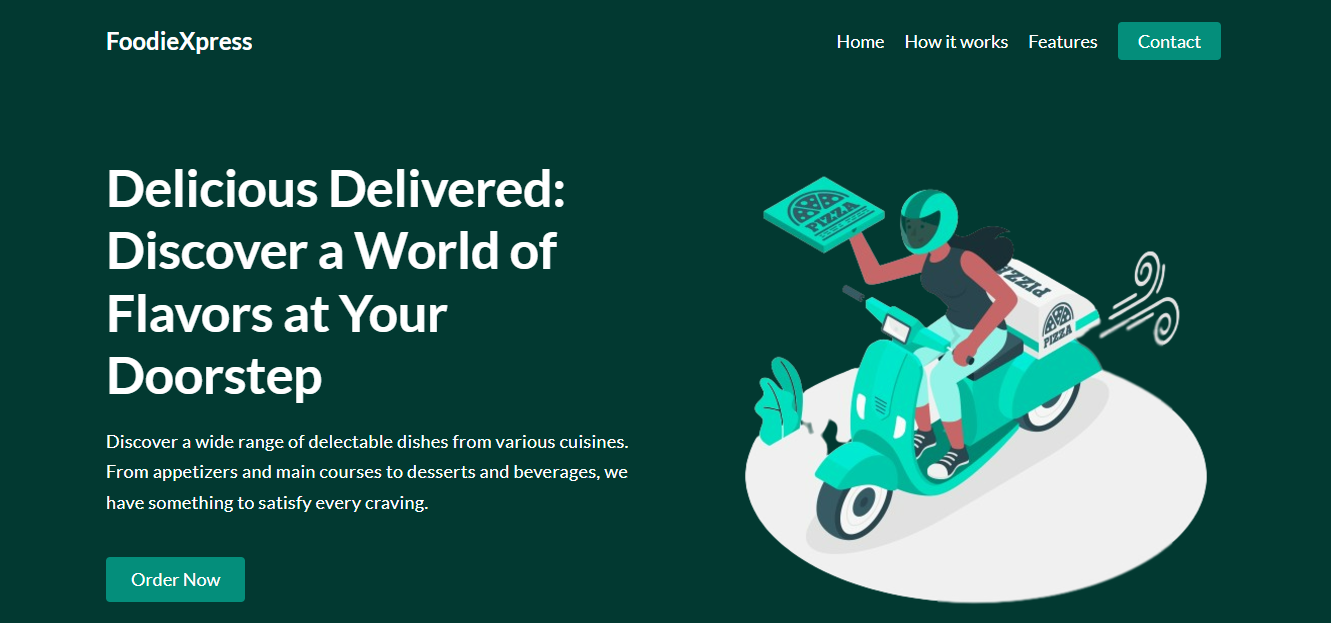 FoodieXpress
Home
How it works
Features
Contact
Delicious Delivered:
Discover a World of
Flavors at Your
Doorstep
Discover a wide range of delectable dishes from various cuisines.
From appetizers and main courses to desserts and beverages, we
have something to satisfy every craving.
Order Now
PIZZA
PIZZA
PIZZA